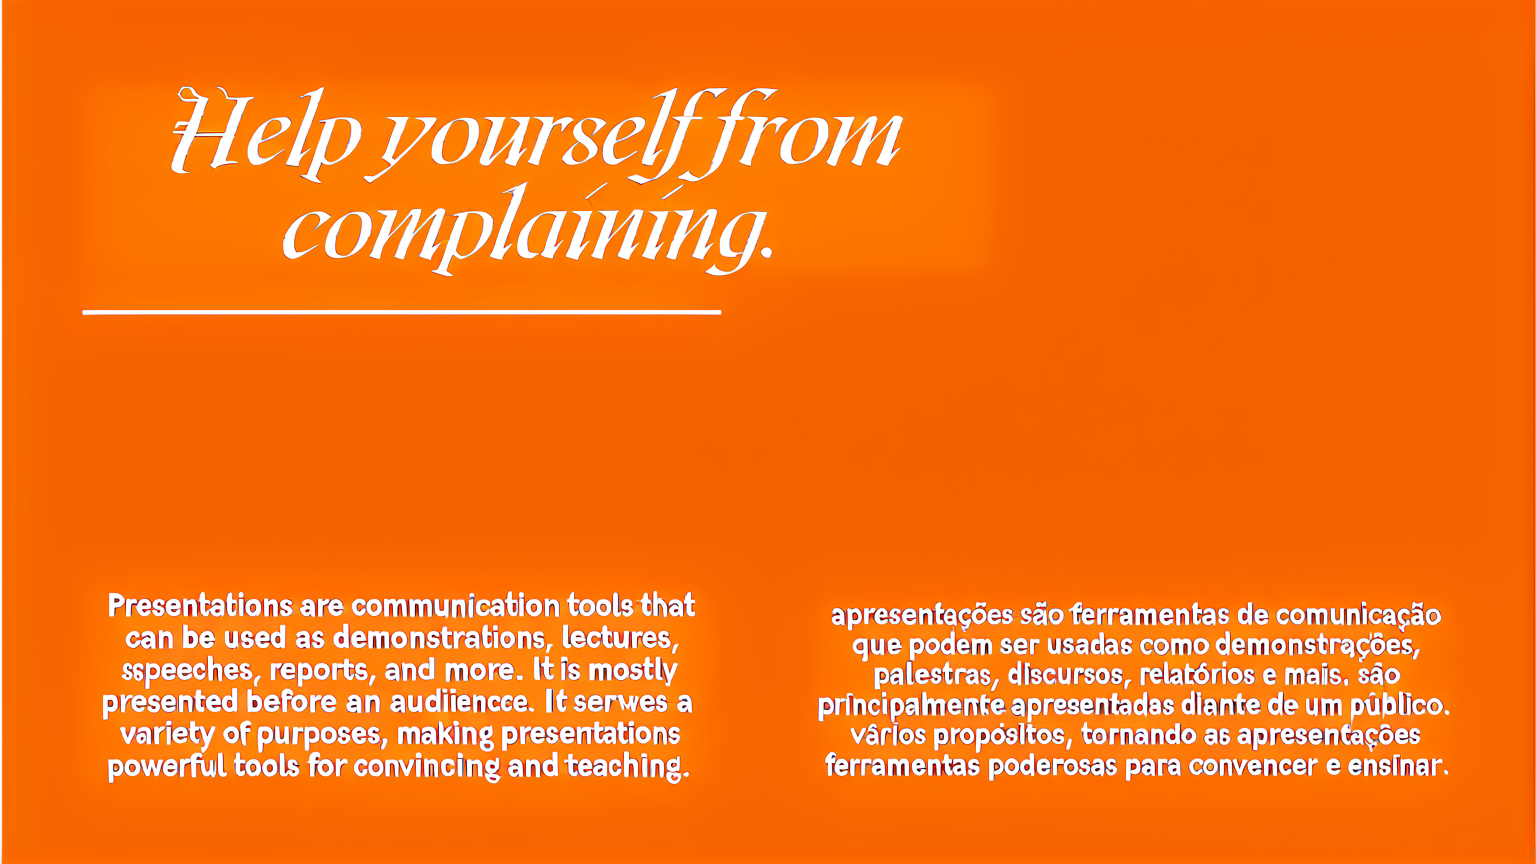 Help yourself from
complaining.
Presentations are communication tools that
can be used as demonstrations, lectures,
sspeeches, reports, and more. It is mostly
presented before an audiiencce. It serwes a
variety of purposes, making presentations
powerful tools for convincing and teaching.
apresentações são ferramentas de comunicação
que podem ser usadas como demonstrações,
palestras, discursos, relatórios e mais. são
principalmente apresentadas diante de um público.
vários propósitos, tornando as apresentações
ferramentas poderosas para convencer e ensinar.